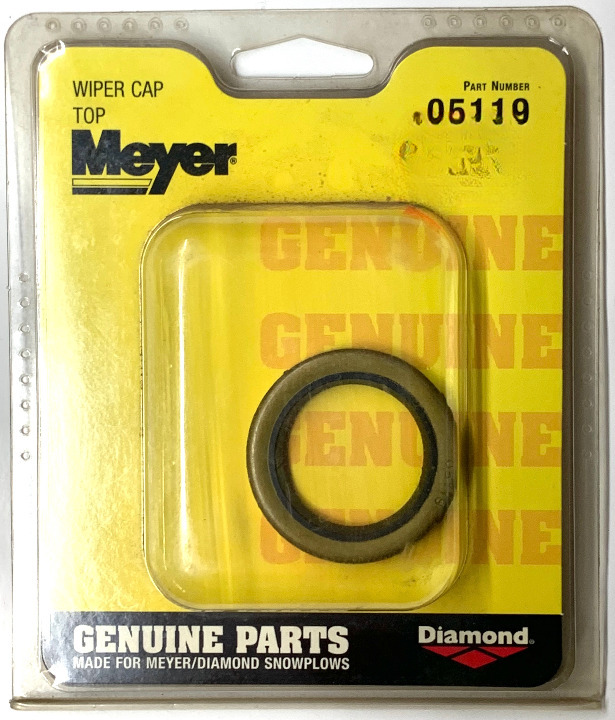 WIPER CAP
TOP
Meyer®
PART NUMBER
05119
GENUINE
GENUINE
GENUINE
GENUINE
GENUINE PARTS
MADE FOR MEYER/DIAMOND SNOWPLOWS
Diamond®